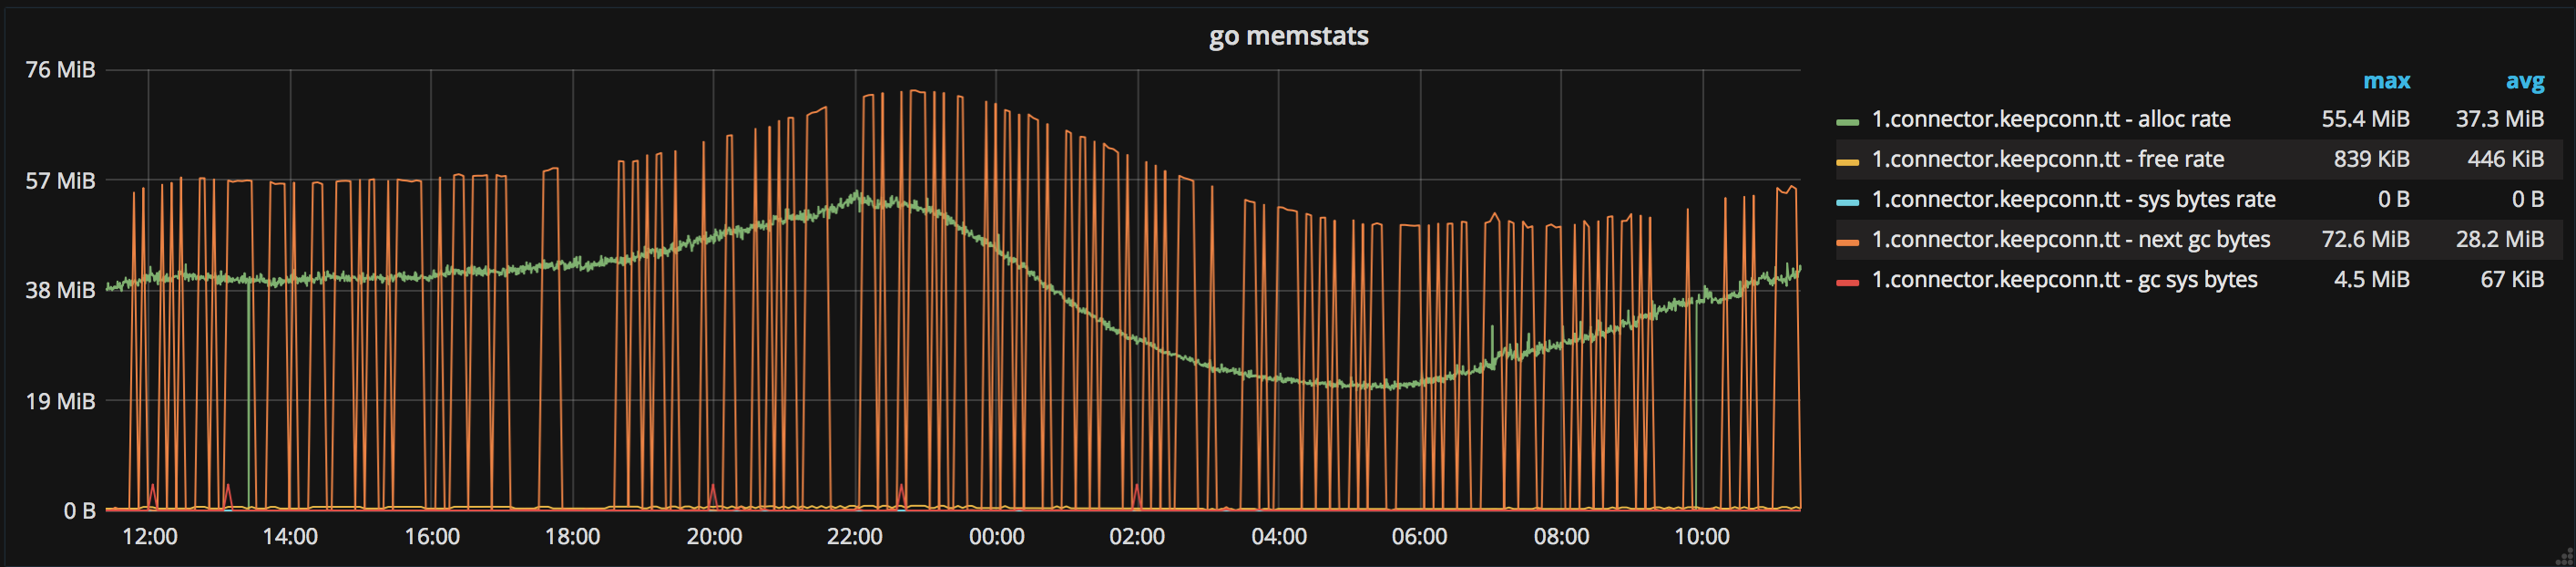 go memstats
76 MiB
57 MiB
38 MiB
19 MiB
0 B
12:00 14:00 16:00 18:00 20:00 22:00 00:00 02:00 04:00 06:00 08:00 10:00
max avg
1.connector.keepconn.tt - alloc rate 55.4 MiB 37.3 MiB
1.connector.keepconn.tt - free rate 839 KiB 446 KiB
1.connector.keepconn.tt - sys bytes rate 0 B 0 B
1.connector.keepconn.tt - next gc bytes 72.6 MiB 28.2 MiB
1.connector.keepconn.tt - gc sys bytes 4.5 MiB 67 KiB